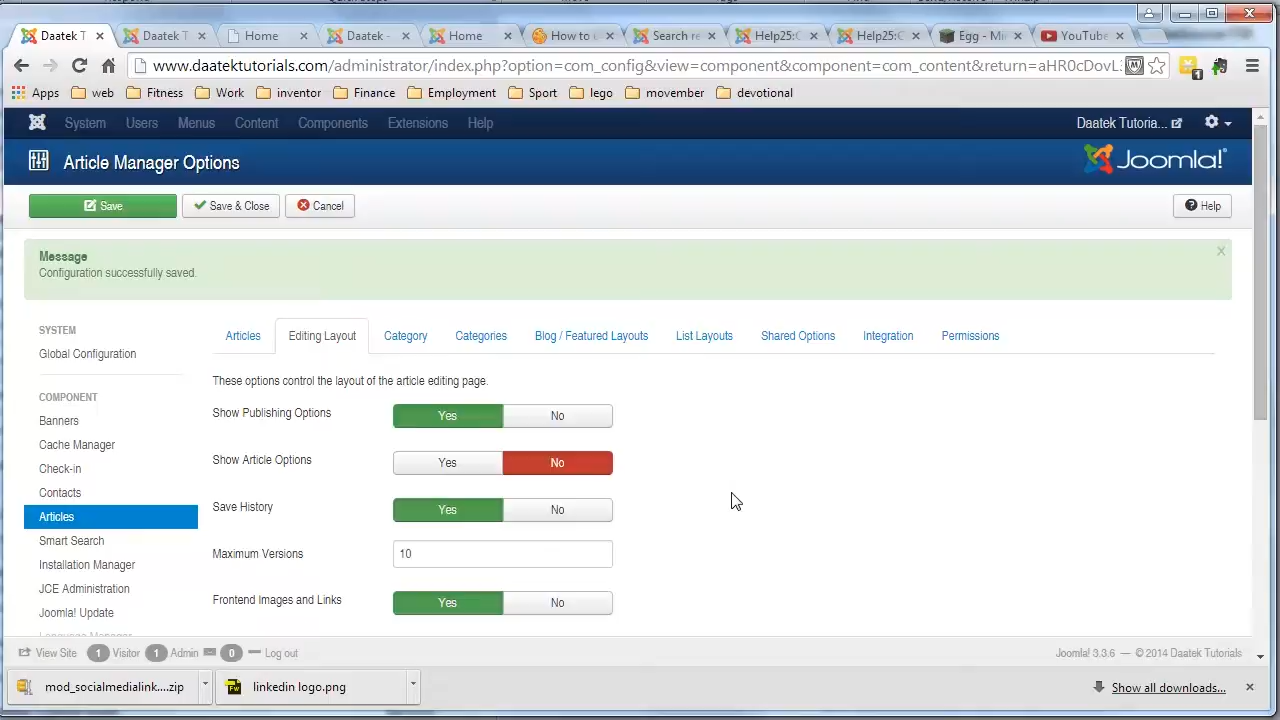 Daatek T
Daatek T
Home
Daatek -
Home
How to
Search re
Help25:
Help25:
Egg - Mi
YouTube
www.daatektutorials.com/administrator/index.php?option=com_config&view=component&component=com_content&return=aHR0cDovL
Apps
web
Fitness
Work
inventor
Finance
Employment
Sport
lego
movember
devotional
1
System
Users
Menus
Content
Components
Extensions
Help
Daatek Tutoria...
Article Manager Options
Joomla!®
Save
Save & Close
Cancel
Help
Message
Configuration successfully saved.
x
SYSTEM
Global Configuration
COMPONENT
Banners
Cache Manager
Check-in
Contacts
Articles
Smart Search
Installation Manager
JCE Administration
Joomla! Update
Language Manager
Articles
Editing Layout
Category
Categories
Blog / Featured Layouts
List Layouts
Shared Options
Integration
Permissions
These options control the layout of the article editing page.
Show Publishing Options
Yes
No
Show Article Options
Yes
No
Save History
Yes
No
Maximum Versions
10
Frontend Images and Links
Yes
No
View Site
1
Visitor
1
Admin
0
Log out
Joomla! 3.3.6 — © 2014 Daatek Tutorials
mod_socialmedialink....zip
linkedin logo.png
Show all downloads...